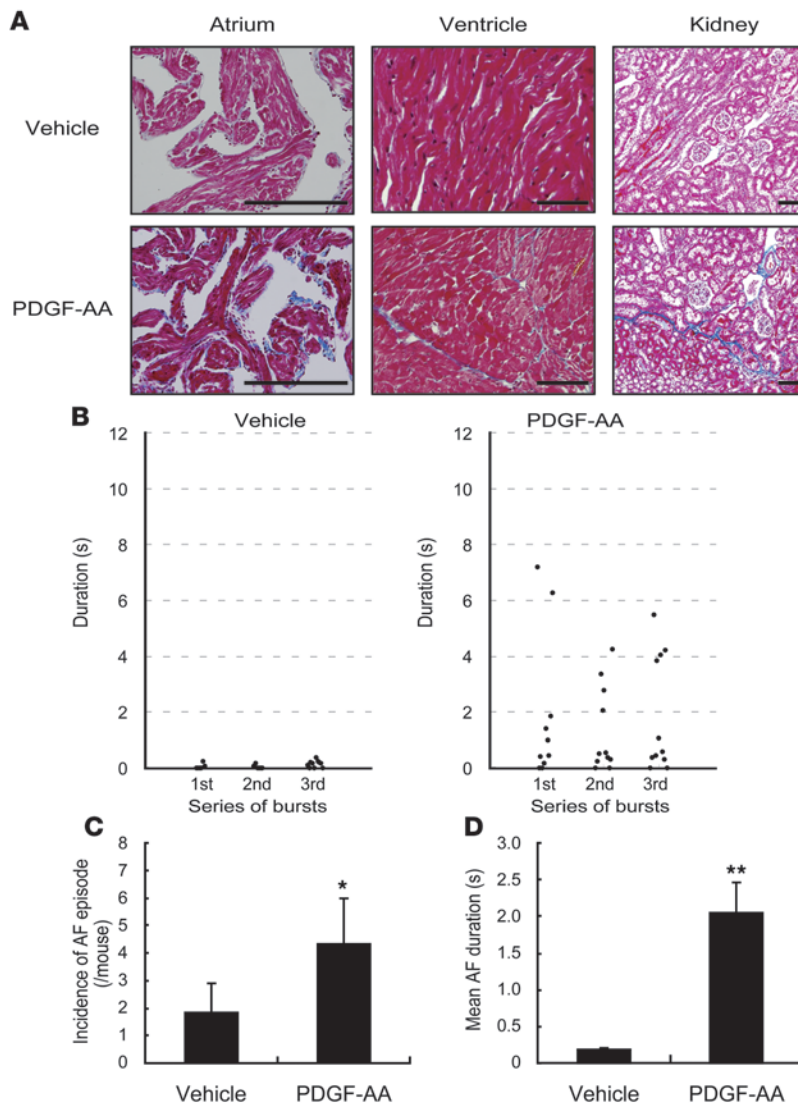 A
Atrium
Ventricle
Kidney
Vehicle
PDGF-AA
B
Vehicle
12
10
8
6
4
2
0
Duration (s)
1st 2nd 3rd
Series of bursts
PDGF-AA
12
10
8
6
4
2
0
Duration (s)
1st 2nd 3rd
Series of bursts
C
8
7
6
5
4
3
2
1
0
Incidence of AF episode
(/mouse)
*
Vehicle PDGF-AA
D
3.0
2.5
2.0
1.5
1.0
0.5
0
Mean AF duration (s)
**
Vehicle PDGF-AA